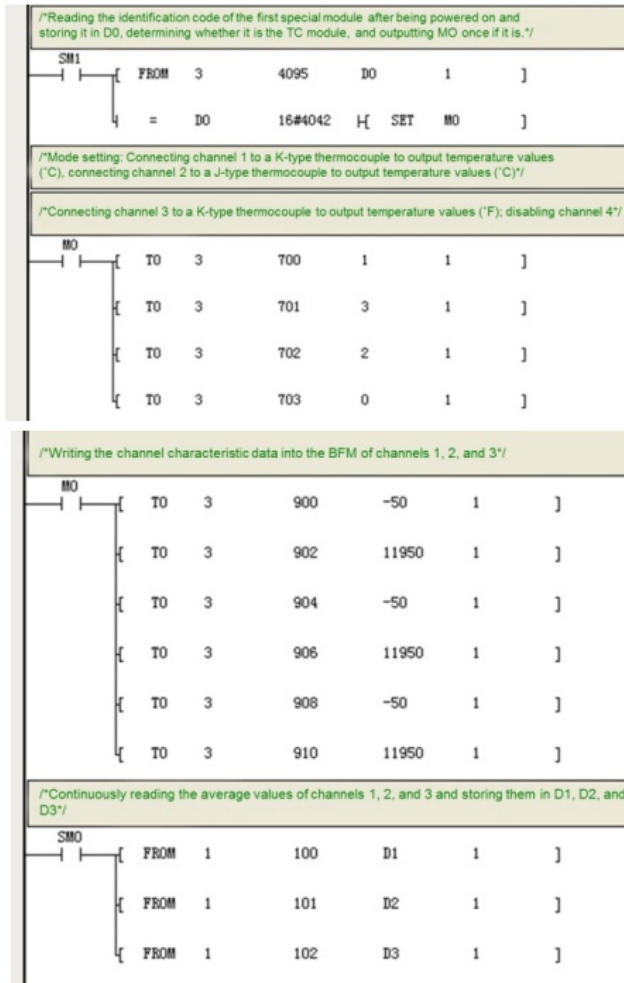 /*Reading the identification code of the first special module after being powered on and
storing it in D0, determining whether it is the TC module, and outputting MO once if it is.*/
SM1
[ FROM 3 4095 D0 1 ]
[ = D0 16#4042 ][ SET M0 ]
/*Mode setting: Connecting channel 1 to a K-type thermocouple to output temperature values
(˚C), connecting channel 2 to a J-type thermocouple to output temperature values (˚C)*/
/*Connecting channel 3 to a K-type thermocouple to output temperature values (˚F); disabling channel 4*/
M0
[ TO 3 700 1 1 ]
[ TO 3 701 3 1 ]
[ TO 3 702 2 1 ]
[ TO 3 703 0 1 ]
/*Writing the channel characteristic data into the BFM of channels 1, 2, and 3*/
M0
[ TO 3 900 -50 1 ]
[ TO 3 902 11950 1 ]
[ TO 3 904 -50 1 ]
[ TO 3 906 11950 1 ]
[ TO 3 908 -50 1 ]
[ TO 3 910 11950 1 ]
/*Continuously reading the average values of channels 1, 2, and 3 and storing them in D1, D2, and
D3*/
SM0
[ FROM 1 100 D1 1 ]
[ FROM 1 101 D2 1 ]
[ FROM 1 102 D3 1 ]